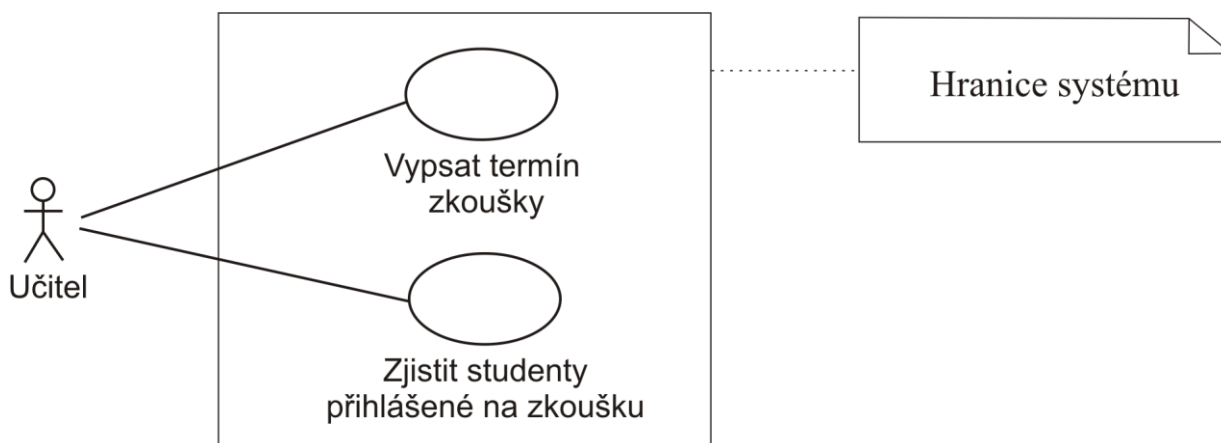 Hranice systému
Vypsat termín
zkoušky
Učitel
Zjistit studenty
přihlášené na zkoušku